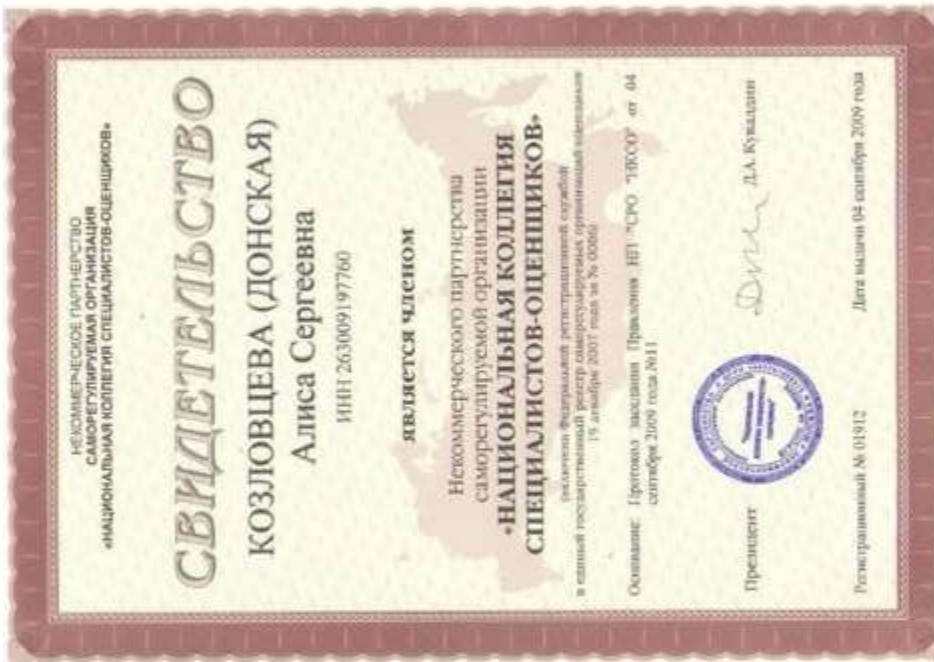 НЕКОММЕРЧЕСКОЕ ПАРТНЕРСТВО
САМОРЕГУЛИРУЕМАЯ ОРГАНИЗАЦИЯ
«НАЦИОНАЛЬНАЯ КОЛЛЕГИЯ СПЕЦИАЛИСТОВ-ОЦЕНЩИКОВ»
СВИДЕТЕЛЬСТВО
КОЗЛОВЦЕВА (ДОНСКАЯ)
Алиса Сергеевна
ИНН 263009197760
является членом
Некоммерческого партнерства
саморегулируемой организации
«НАЦИОНАЛЬНАЯ КОЛЛЕГИЯ
СПЕЦИАЛИСТОВ-ОЦЕНЩИКОВ»
(включена Федеральной регистрационной службой
в единый государственный реестр саморегулируемых организаций оценщиков
19 декабря 2007 года за № 0006)
Основание: Протокол заседания Правления НП "СРО "НКСО" от 04
сентября 2009 года №11
Президент Д.А. Кувалдин
Регистрационный № 01912 Дата выдачи 04 сентября 2009 года